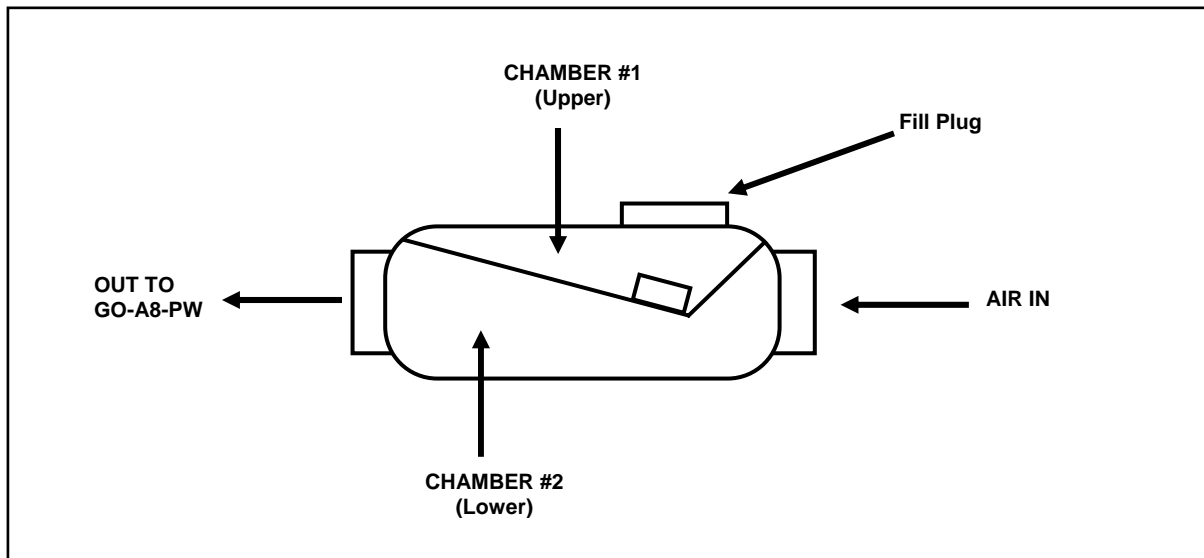 CHAMBER #1
(Upper)
Fill Plug
OUT TO
GO-A8-PW
AIR IN
CHAMBER #2
(Lower)